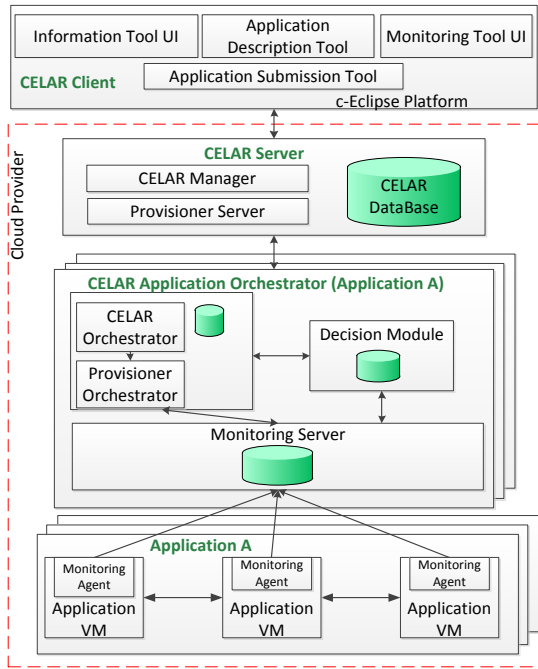 Information Tool UI
Application
Description Tool
Monitoring Tool UI
Application Submission Tool
CELAR Client
c-Eclipse Platform
Cloud Provider
CELAR Server
CELAR Manager
Provisioner Server
CELAR
DataBase
CELAR Application Orchestrator (Application A)
CELAR
Orchestrator
Provisioner
Orchestrator
Decision Module
Monitoring Server
Application A
Monitoring
Agent
Application
VM
Monitoring
Agent
Application
VM
Monitoring
Agent
Application
VM